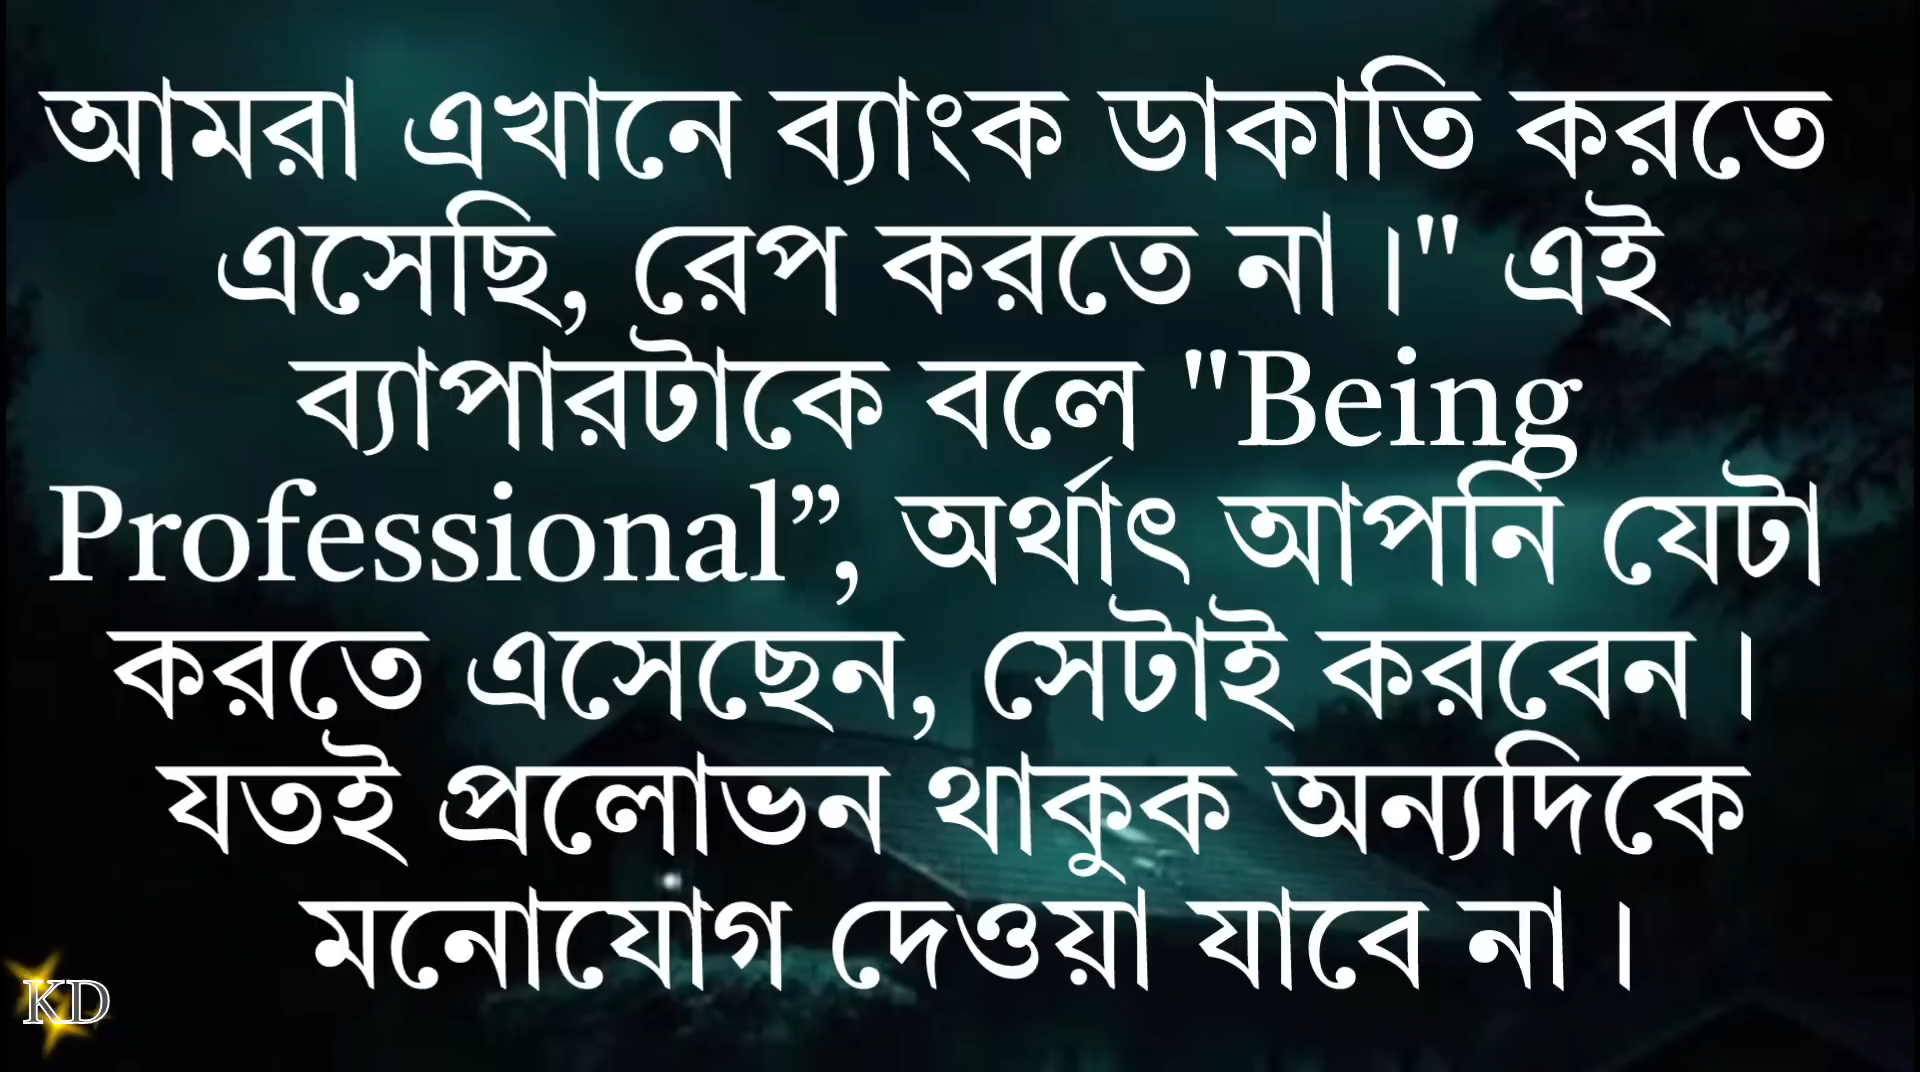 আমরা এখানে ব্যাংক ডাকাতি করতে
এসেছি, রেপ করতে না।" এই
ব্যাপারটাকে বলে "Being
Professional”, অর্থাৎ আপনি যেটা
করতে এসেছেন, সেটাই করবেন।
যতই প্রলোভন থাকুক অন্যদিকে
মনোযোগ দেওয়া যাবে না।
KD